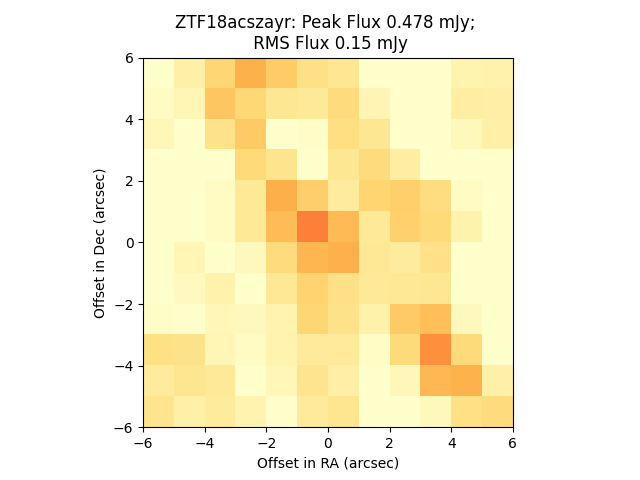 ZTF18acszayr: Peak Flux 0.478 mJy;
RMS Flux 0.15 mJy
6
4
2
0
−2
−4
−6
Offset in Dec (arcsec)
−6 −4 −2 0 2 4 6
Offset in RA (arcsec)